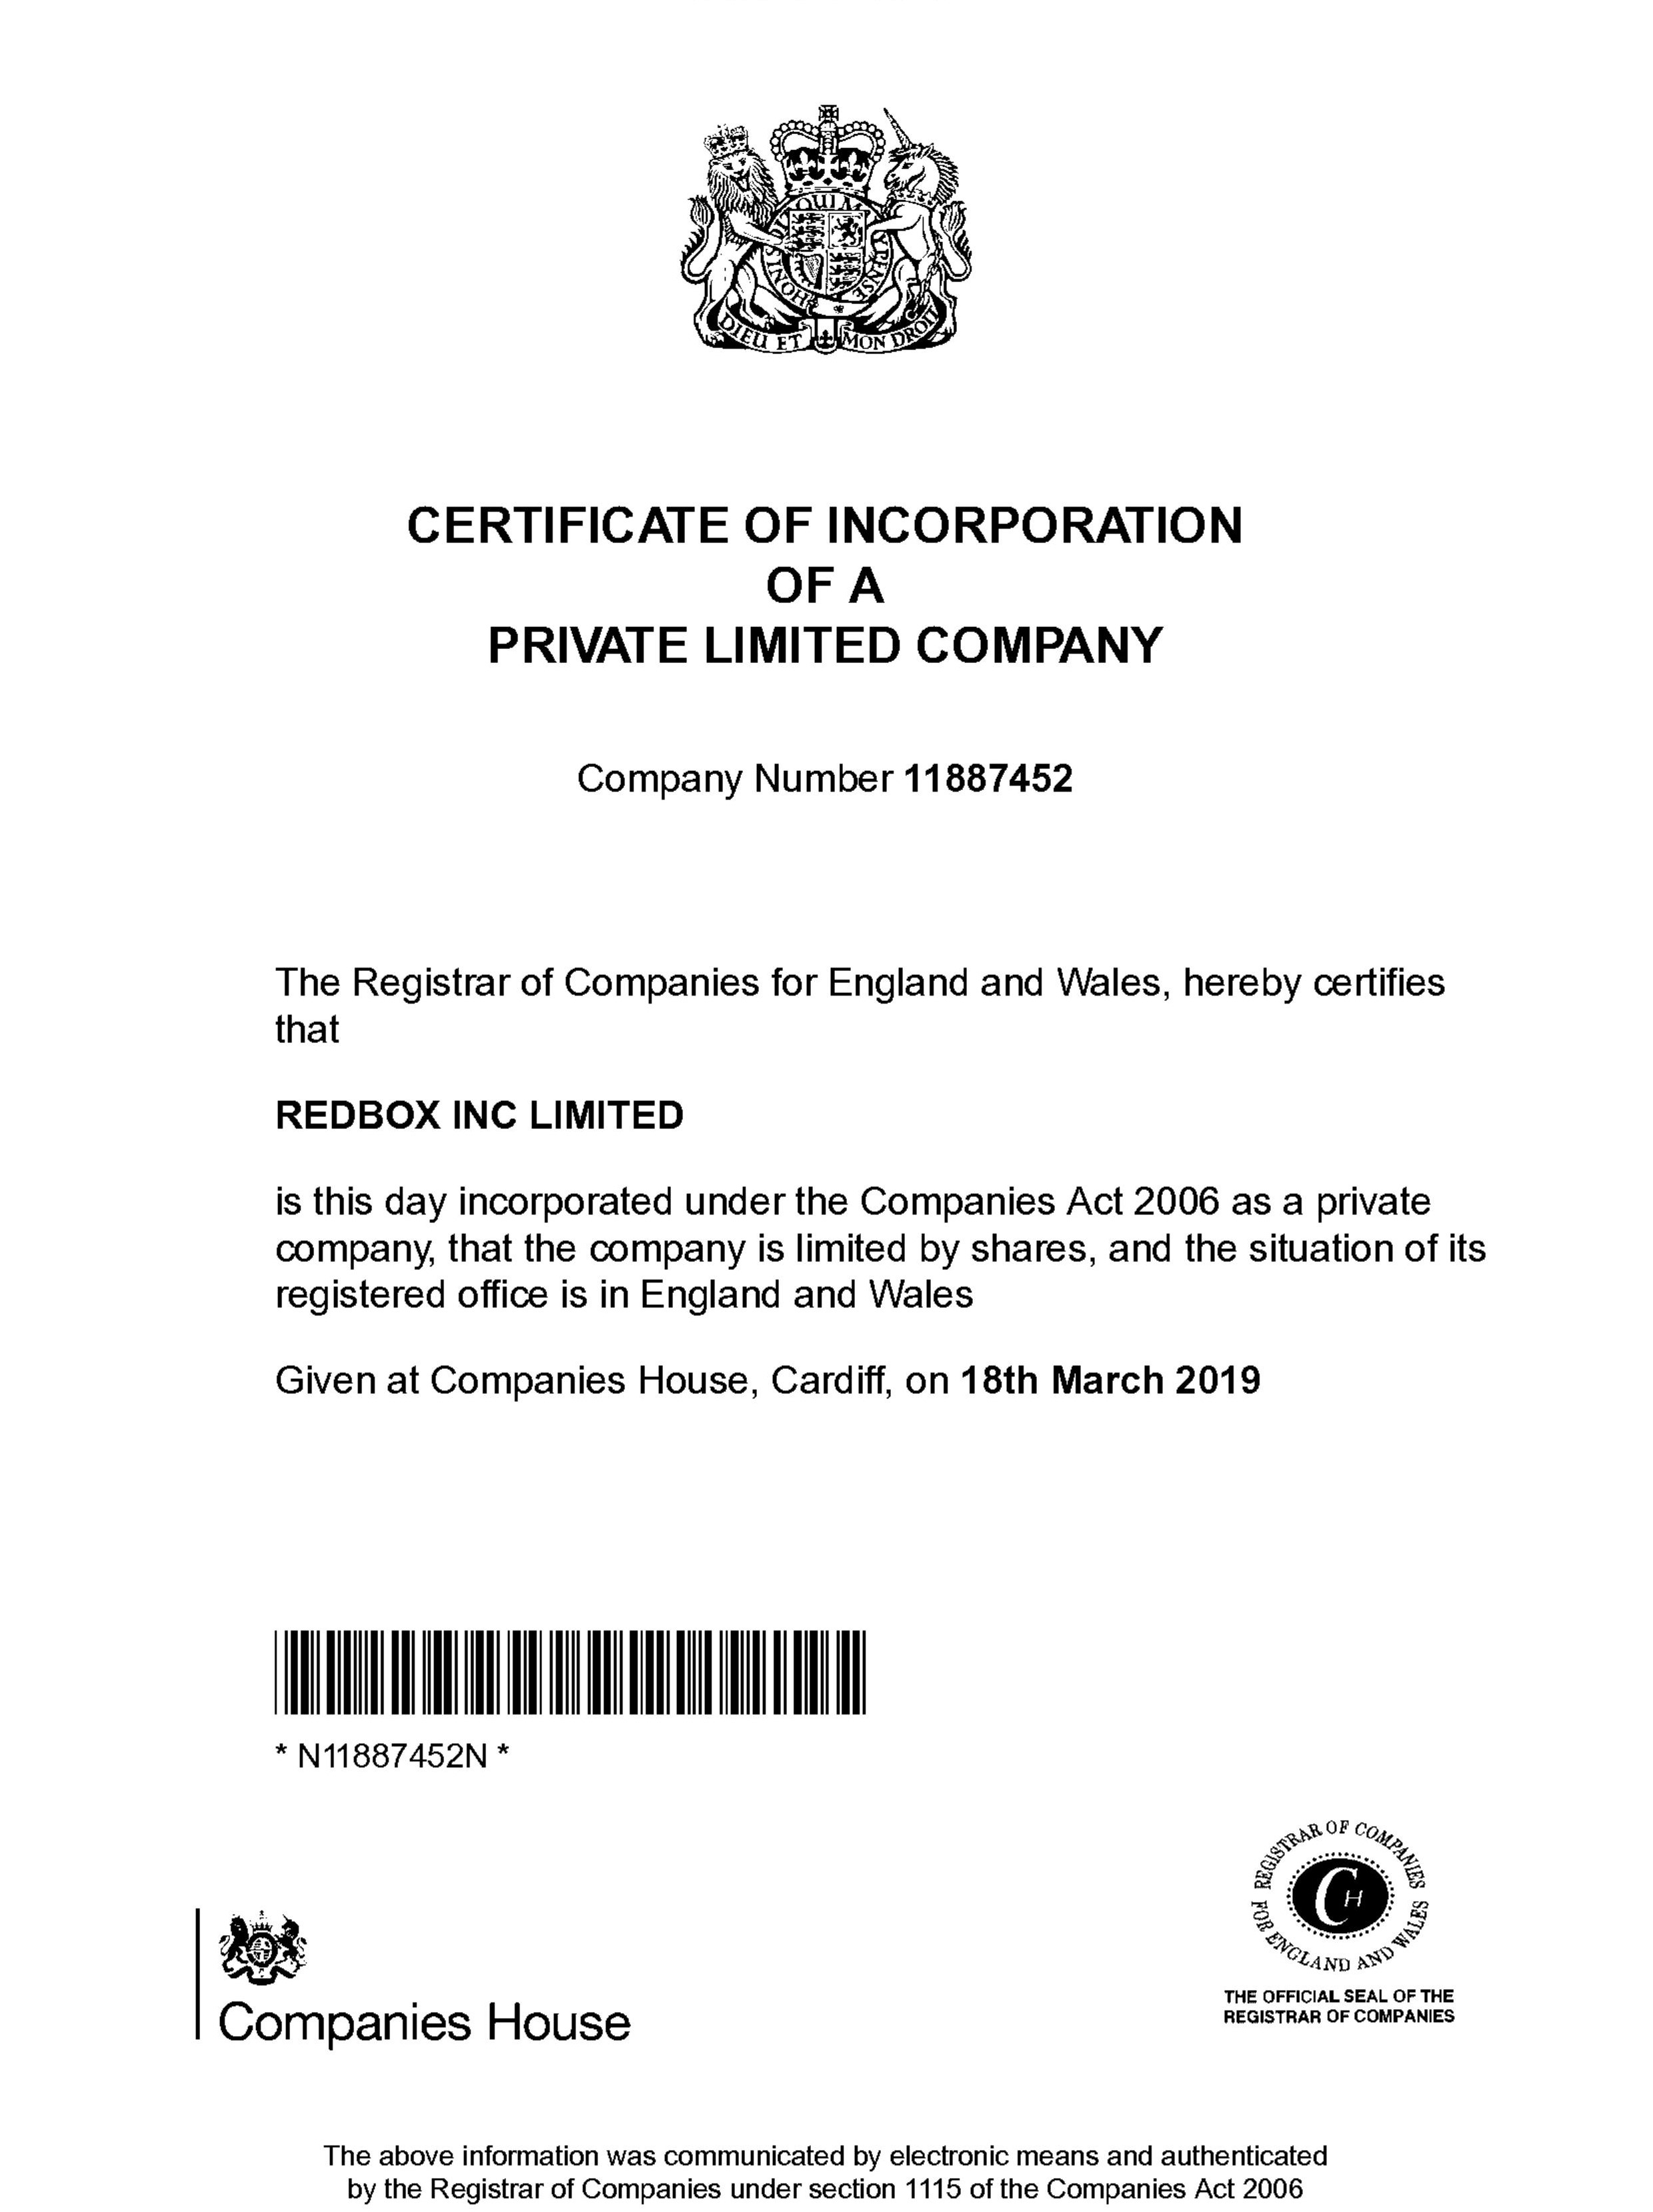 HONI SOIT QUI MAL Y PENSE
DIEU ET MON DROIT
CERTIFICATE OF INCORPORATION
OF A
PRIVATE LIMITED COMPANY
Company Number 11887452
The Registrar of Companies for England and Wales, hereby certifies
that
REDBOX INC LIMITED
is this day incorporated under the Companies Act 2006 as a private
company, that the company is limited by shares, and the situation of its
registered office is in England and Wales
Given at Companies House, Cardiff, on 18th March 2019
* N11887452N *
REGISTRAR OF COMPANIES
FOR ENGLAND AND WALES
CH
THE OFFICIAL SEAL OF THE
REGISTRAR OF COMPANIES
Companies House
The above information was communicated by electronic means and authenticated
by the Registrar of Companies under section 1115 of the Companies Act 2006